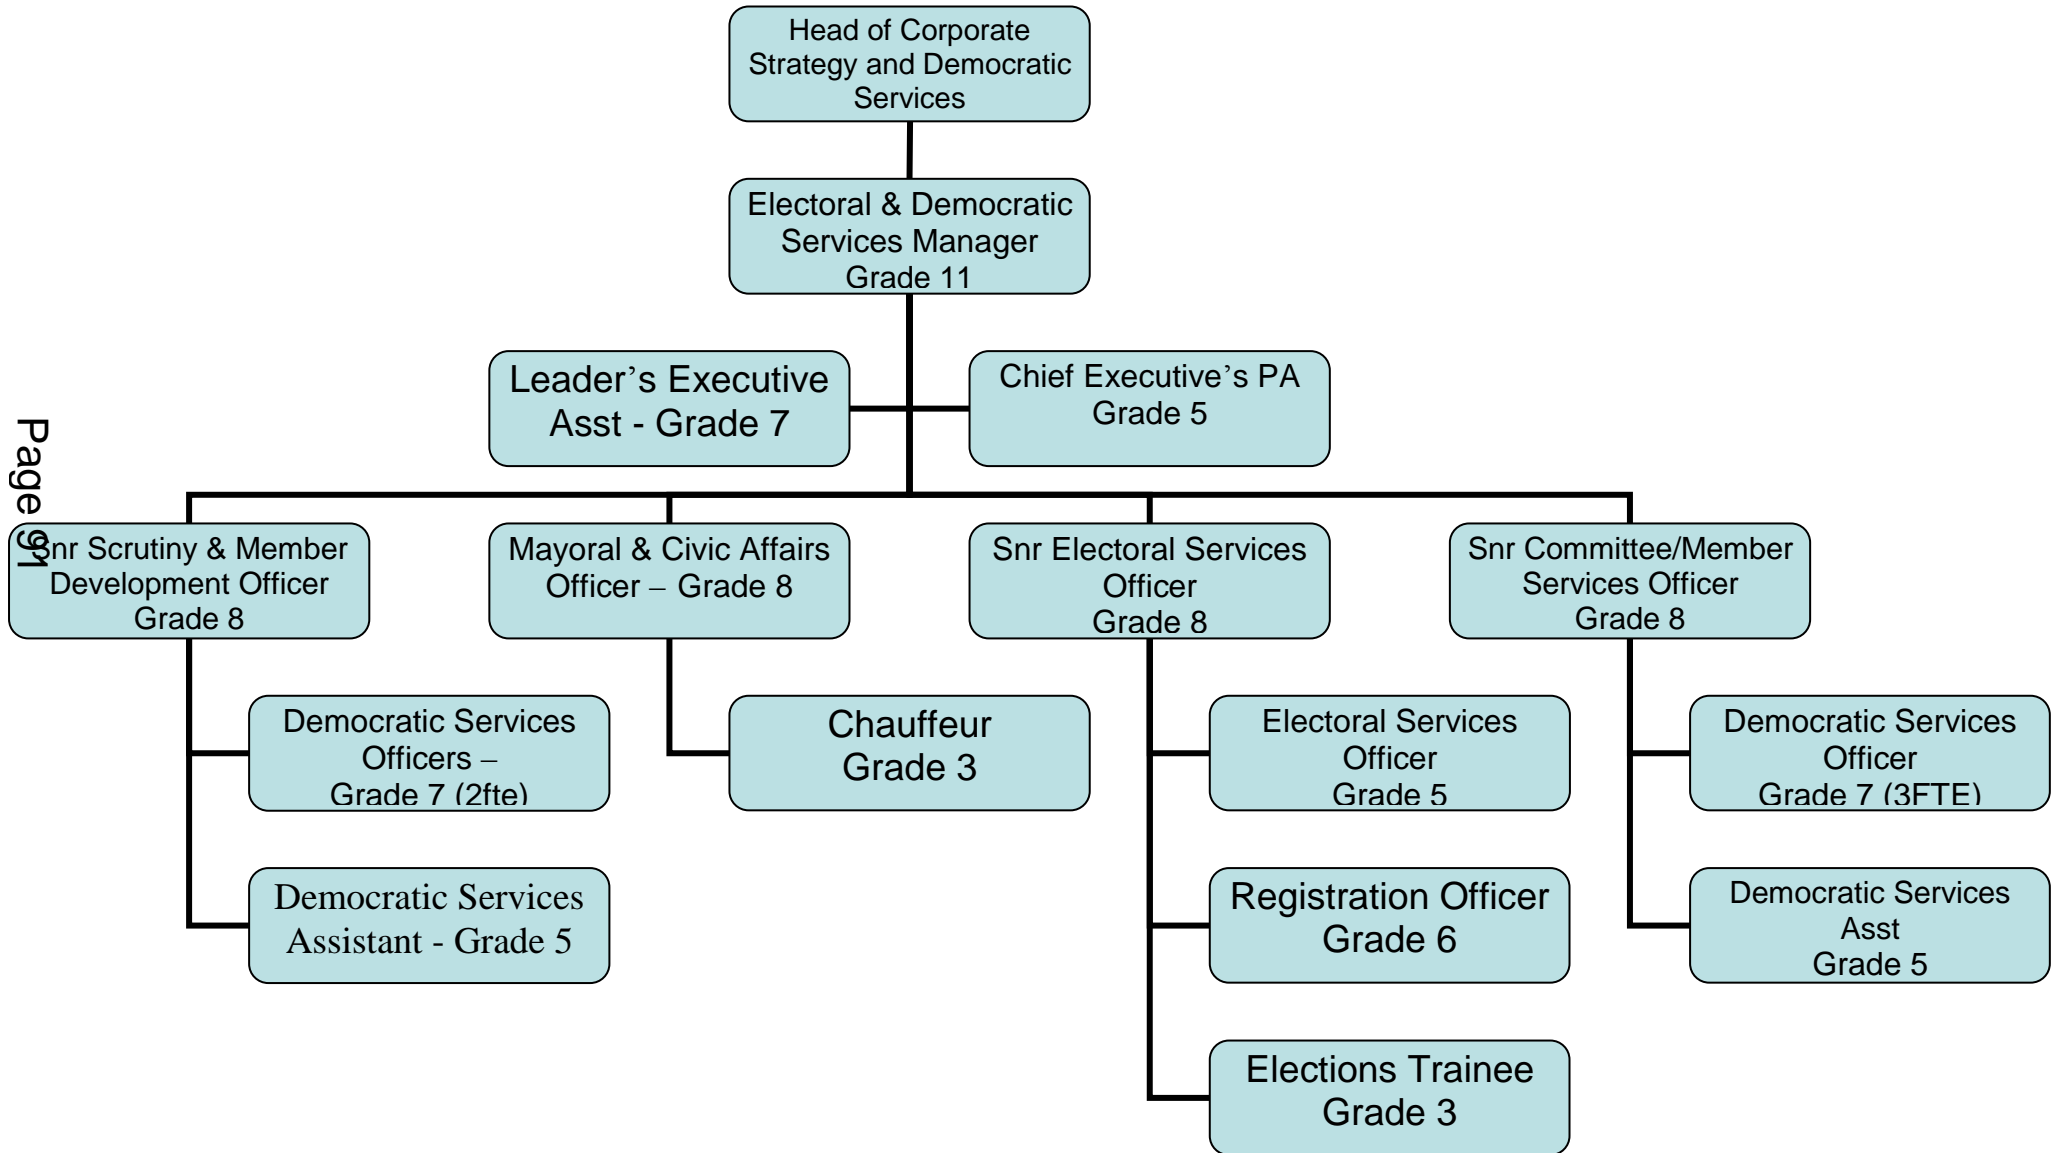 Head of Corporate
Strategy and Democratic
Services
Electoral & Democratic
Services Manager
Grade 11
Leader’s Executive
Asst - Grade 7
Chief Executive’s PA
Grade 5
Page 91
Snr Scrutiny & Member
Development Officer
Grade 8
Mayoral & Civic Affairs
Officer – Grade 8
Snr Electoral Services
Officer
Grade 8
Snr Committee/Member
Services Officer
Grade 8
Democratic Services
Officers –
Grade 7 (2fte)
Chauffeur
Grade 3
Electoral Services
Officer
Grade 5
Democratic Services
Officer
Grade 7 (3FTE)
Democratic Services
Assistant - Grade 5
Registration Officer
Grade 6
Democratic Services
Asst
Grade 5
Elections Trainee
Grade 3